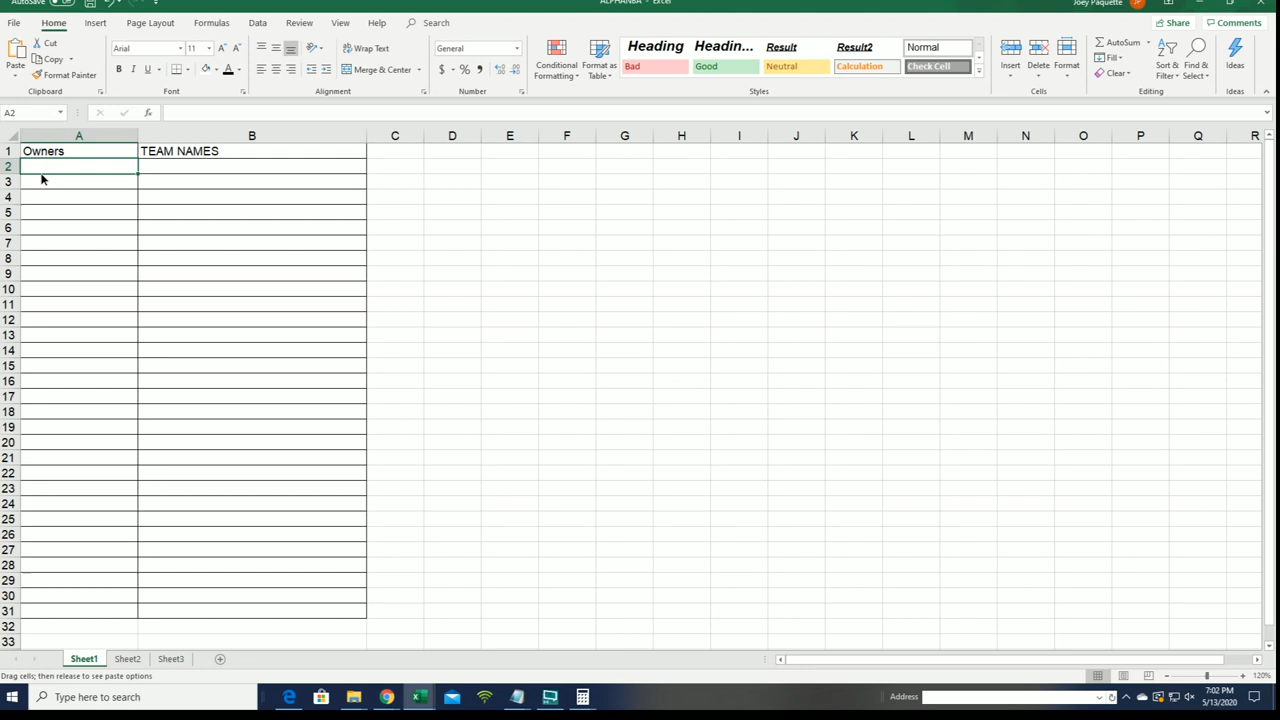 AutoSave
ALPHANBA - Excel
Joey Paquette
JP
File Home Insert Page Layout Formulas Data Review View Help Search
Share Comments
Paste
Cut
Copy
Format Painter
Clipboard
Arial 11
B I U
Font
Wrap Text
Merge & Center
Alignment
General
$ % ,
Number
Conditional Formatting
Format as Table
Heading Headin... Result Result2 Normal
Bad Good Neutral Calculation Check Cell
Styles
Insert Delete Format
Cells
AutoSum
Fill
Clear
Sort & Filter
Find & Select
Editing
Ideas
Ideas
A2
fx
A B C D E F G H I J K L M N O P Q R
1 Owners TEAM NAMES
2
3
4
5
6
7
8
9
10
11
12
13
14
15
16
17
18
19
20
21
22
23
24
25
26
27
28
29
30
31
32
33
Sheet1 Sheet2 Sheet3
Drag cells; then release to see paste options
120%
Type here to search
Address
7:02 PM
5/13/2020